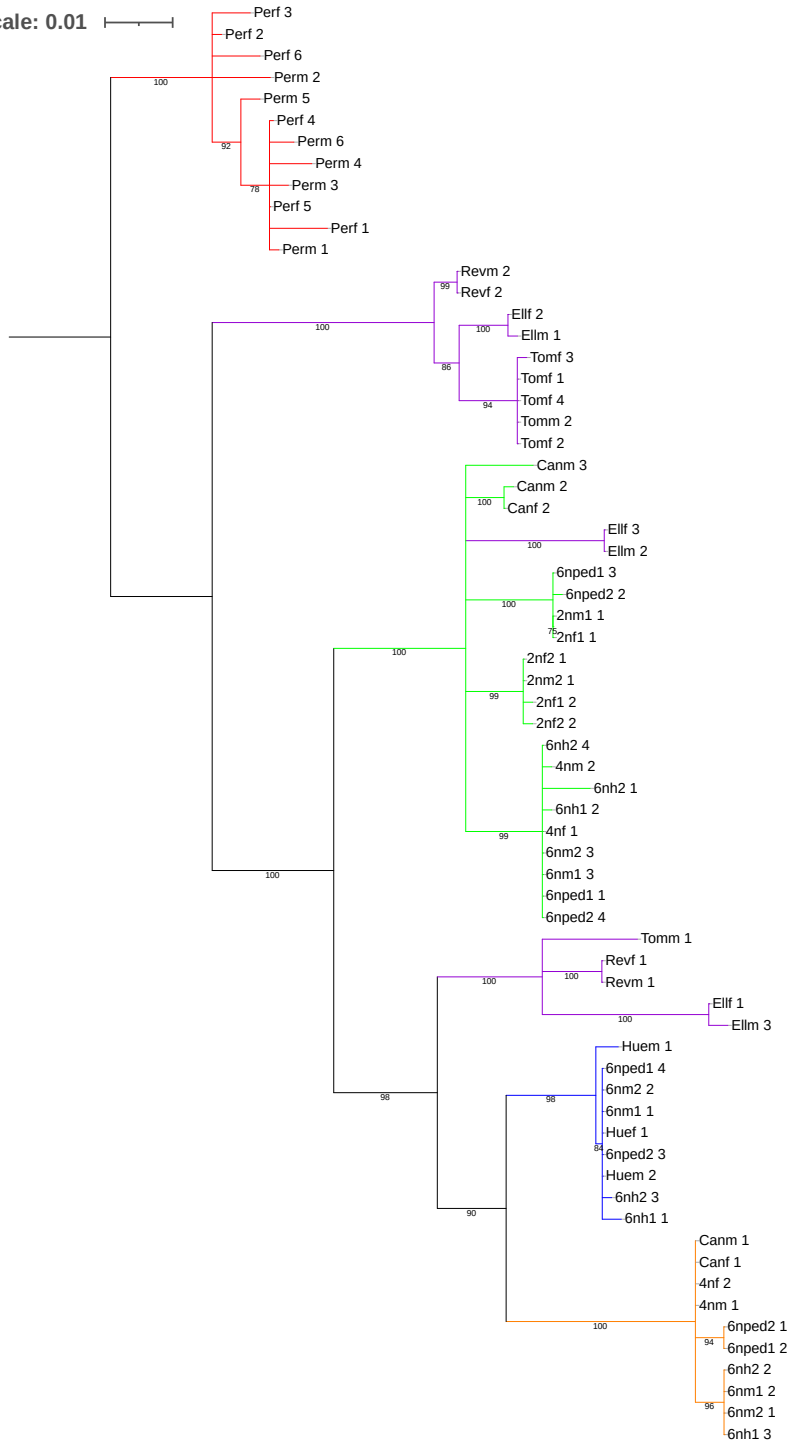 cale: 0.01
Perf 3
Perf 2
Perf 6
Perm 2
100
Perm 5
Perf 4
Perm 6
92
Perm 4
Perm 3
78
Perf 5
Perf 1
Perm 1
Revm 2
99
Revf 2
Ellf 2
100
100
Ellm 1
Tomf 3
86
Tomf 1
Tomf 4
94
Tomm 2
Tomf 2
Canm 3
Canm 2
100
Canf 2
Ellf 3
100
Ellm 2
6nped1 3
6nped2 2
100
2nm1 1
75
2nf1 1
100
2nf2 1
2nm2 1
99
2nf1 2
2nf2 2
6nh2 4
4nm 2
6nh2 1
6nh1 2
4nf 1
99
6nm2 3
6nm1 3
100
6nped1 1
6nped2 4
Tomm 1
Revf 1
100
100
Revm 1
Ellf 1
100
Ellm 3
Huem 1
6nped1 4
6nm2 2
98
98
6nm1 1
Huef 1
84
6nped2 3
Huem 2
6nh2 3
90
6nh1 1
Canm 1
Canf 1
4nf 2
4nm 1
100
6nped2 1
94
6nped1 2
6nh2 2
6nm1 2
96
6nm2 1
6nh1 3